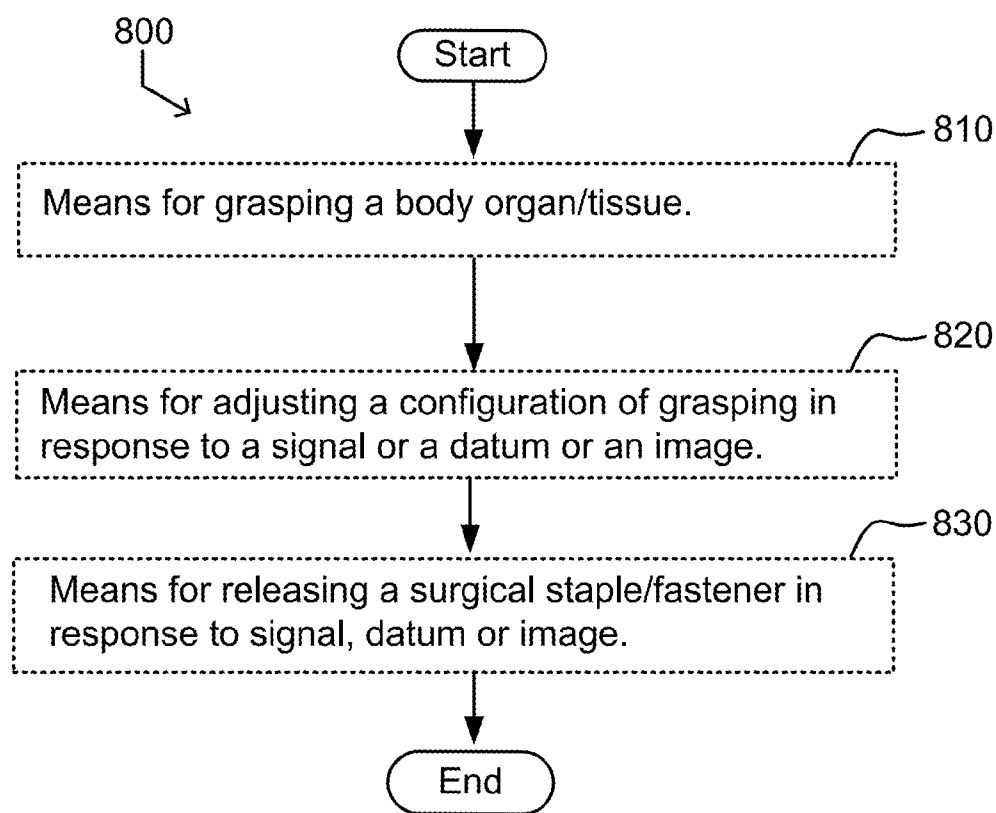 800
Start
810
Means for grasping a body organ/tissue.
820
Means for adjusting a configuration of grasping in
response to a signal or a datum or an image.
830
Means for releasing a surgical staple/fastener in
response to signal, datum or image.
End